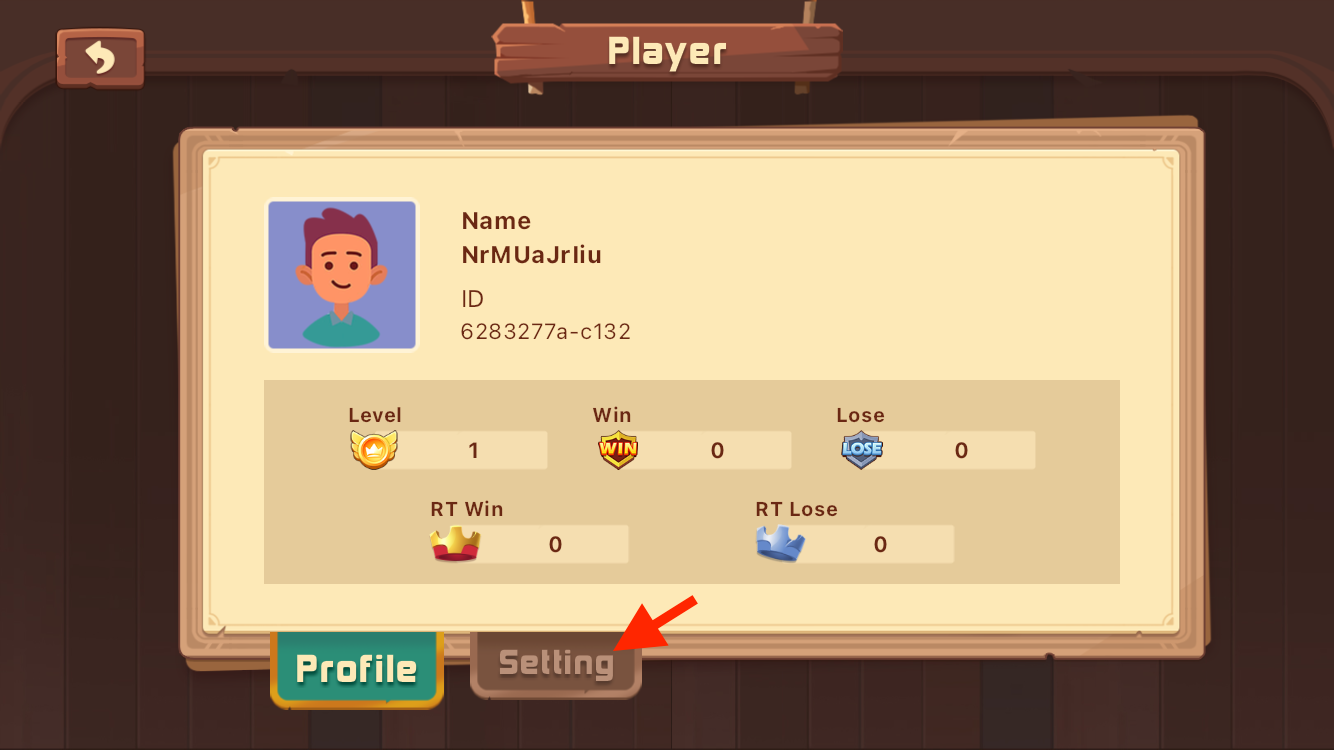 Player
Name
NrMUaJrIiu
ID
6283277a-c132
Level
1
Win
WIN
0
Lose
LOSE
0
RT Win
0
RT Lose
0
Profile
Setting